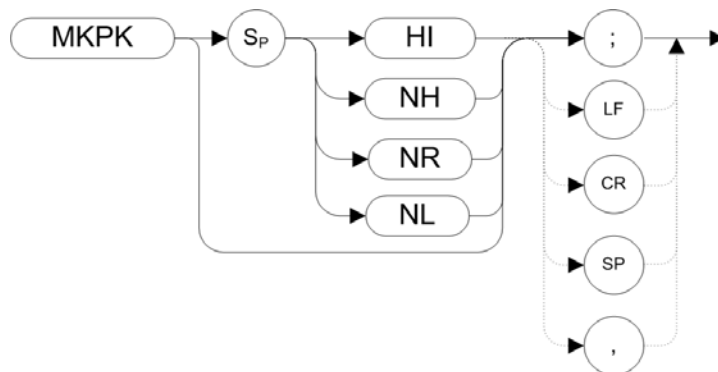 MKPK SP HI ;
NH LF
NR CR
NL SP
,